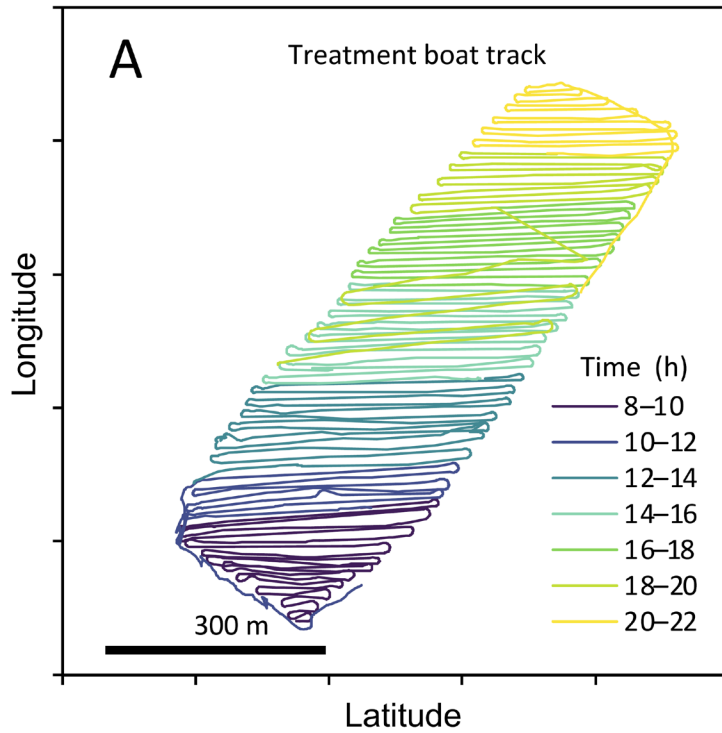 A
Treatment boat track
Longitude
Time (h)
8–10
10–12
12–14
14–16
16–18
18–20
20–22
300 m
Latitude